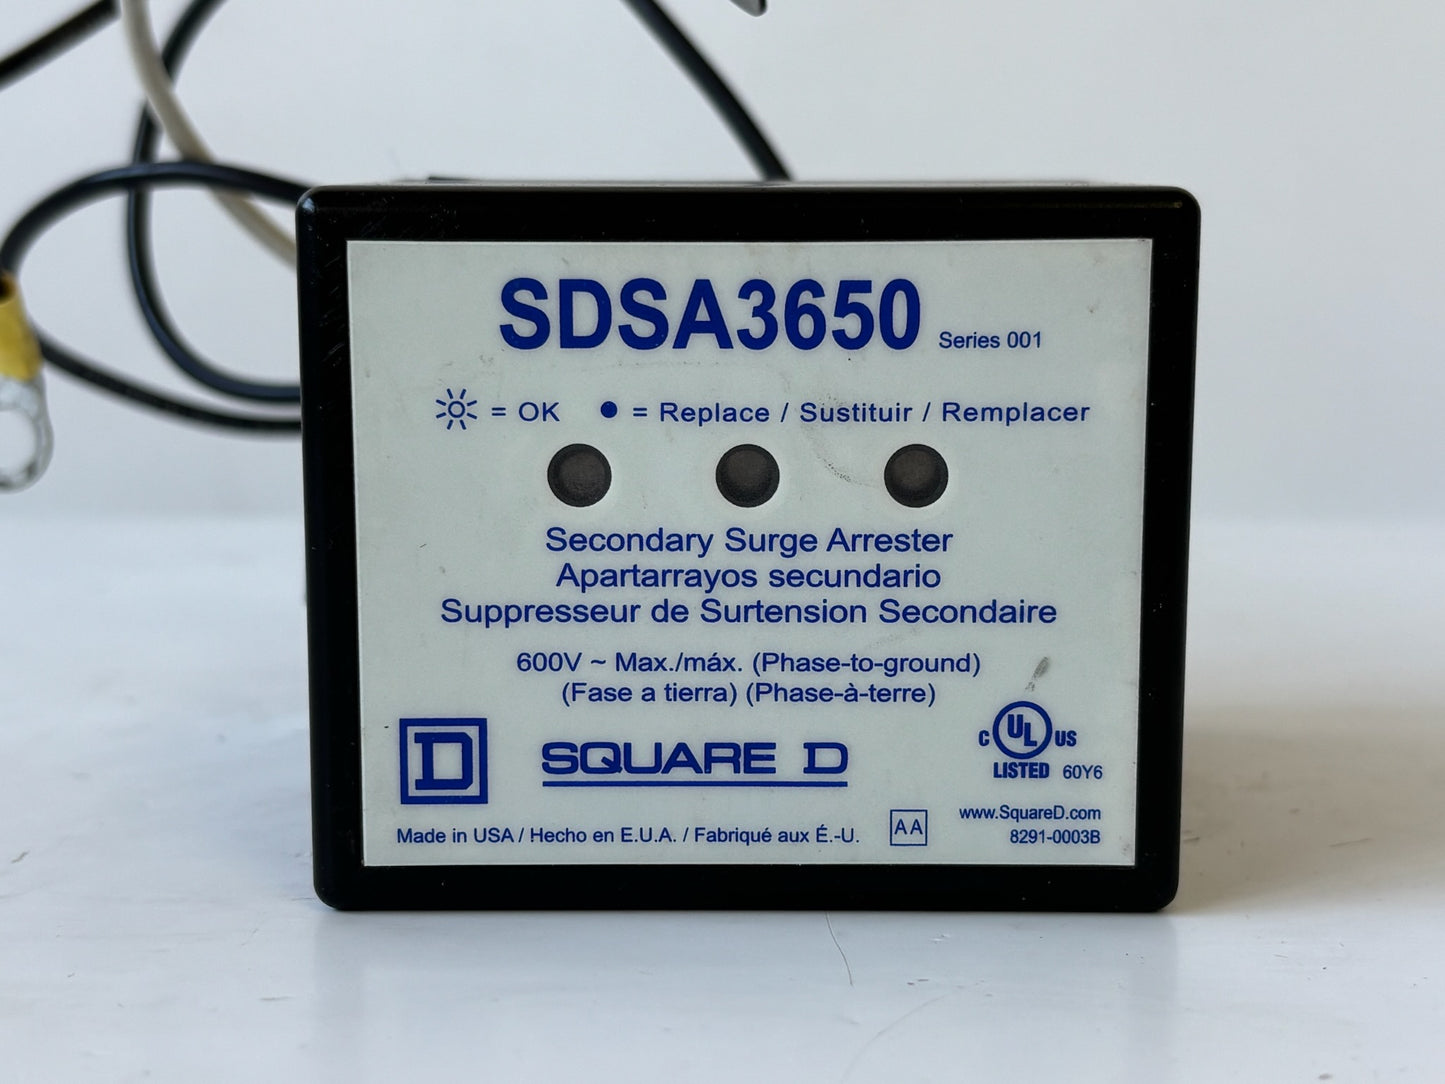 SDSA3650 Series 001
= OK ● = Replace / Sustituir / Remplacer
Secondary Surge Arrester
Apartarrayos secundario
Suppresseur de Surtension Secondaire
600V ~ Max./máx. (Phase-to-ground)
(Fase a tierra) (Phase-à-terre)
D SQUARE D
C UL US
LISTED 60Y6
Made in USA / Hecho en E.U.A. / Fabriqué aux É.-U. AA
www.SquareD.com
8291-0003B